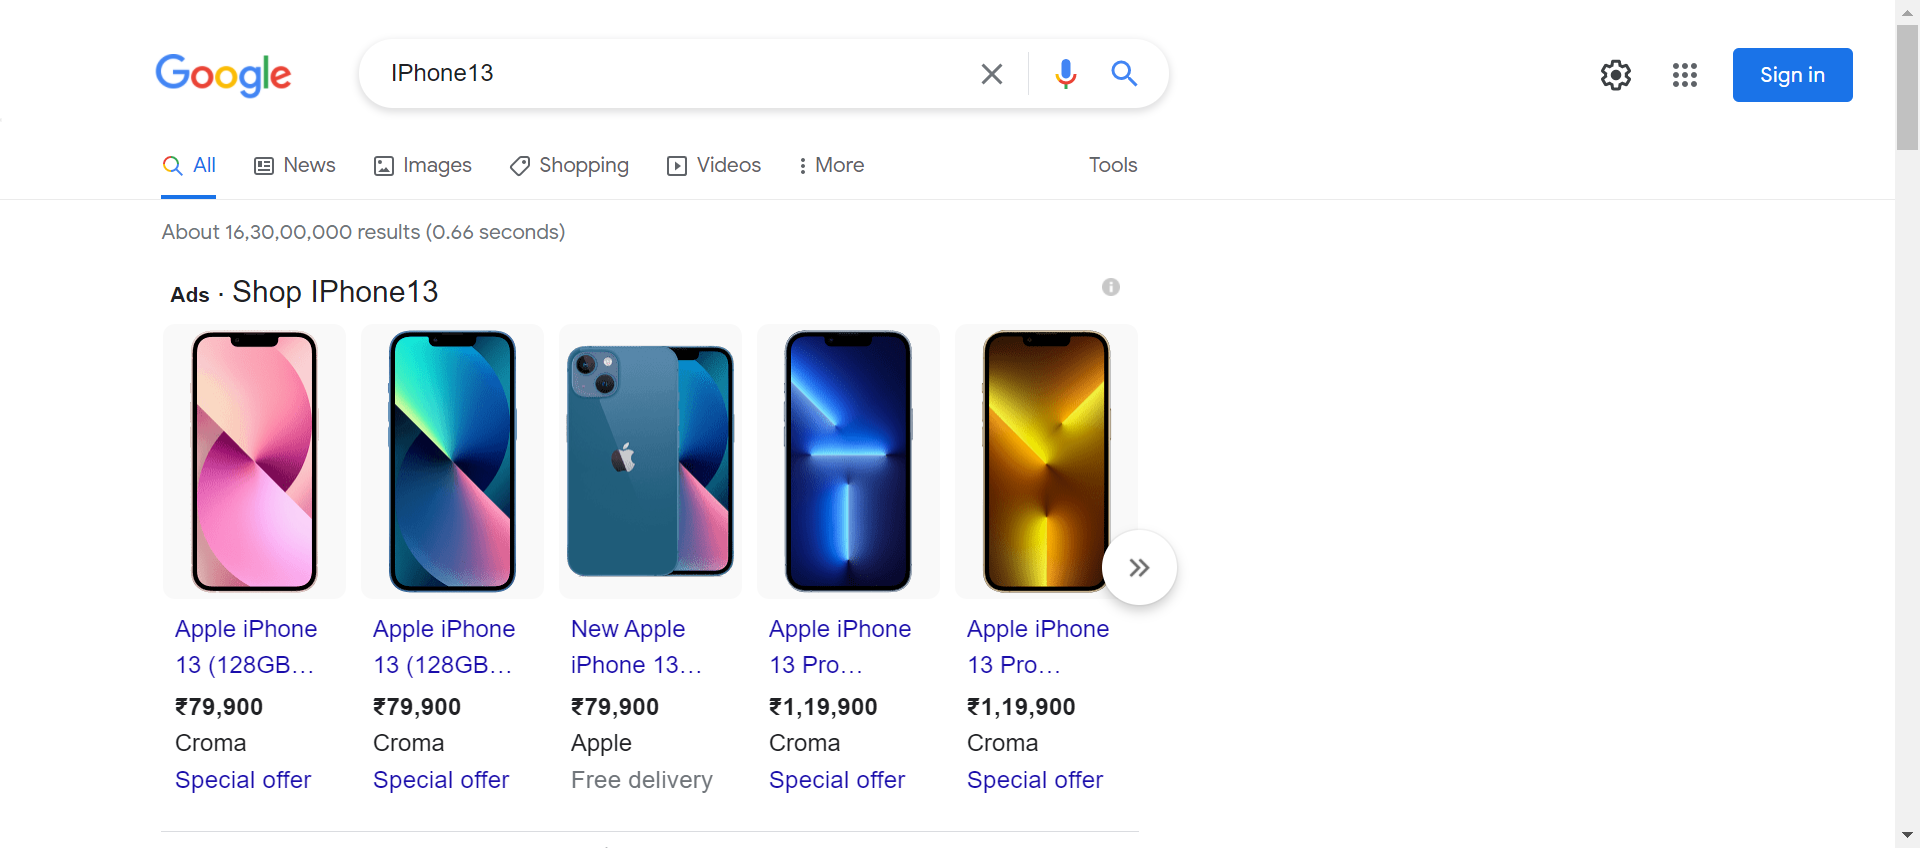 Google
IPhone13
Sign in
All
News
Images
Shopping
Videos
More
Tools
About 16,30,00,000 results (0.66 seconds)
Ads · Shop IPhone13
Apple iPhone
13 (128GB...
₹79,900
Croma
Special offer
Apple iPhone
13 (128GB...
₹79,900
Croma
Special offer
New Apple
iPhone 13...
₹79,900
Apple
Free delivery
Apple iPhone
13 Pro...
₹1,19,900
Croma
Special offer
Apple iPhone
13 Pro...
₹1,19,900
Croma
Special offer